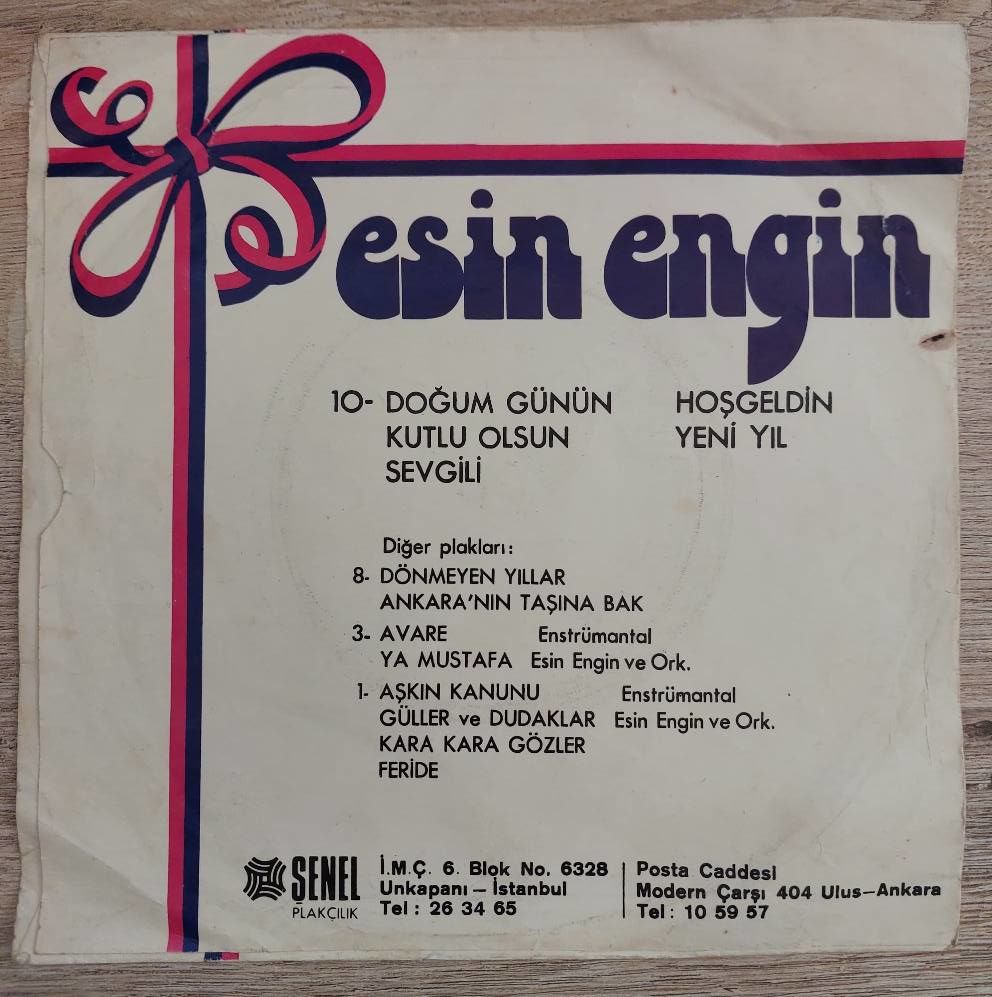 esin engin
10- DOĞUM GÜNÜN HOŞGELDİN
KUTLU OLSUN YENİ YIL
SEVGİLİ
Diğer plakları:
8- DÖNMEYEN YILLAR
ANKARA'NIN TAŞINA BAK
3- AVARE Enstrümantal
YA MUSTAFA Esin Engin ve Ork.
1- AŞKIN KANUNU Enstrümantal
GÜLLER ve DUDAKLAR Esin Engin ve Ork.
KARA KARA GÖZLER
FERİDE
ŞENEL
PLAKÇILIK
İ.M.Ç. 6. Blok No. 6328
Unkapanı – İstanbul
Tel : 26 34 65
Posta Caddesi
Modern Çarşı 404 Ulus–Ankara
Tel : 10 59 57